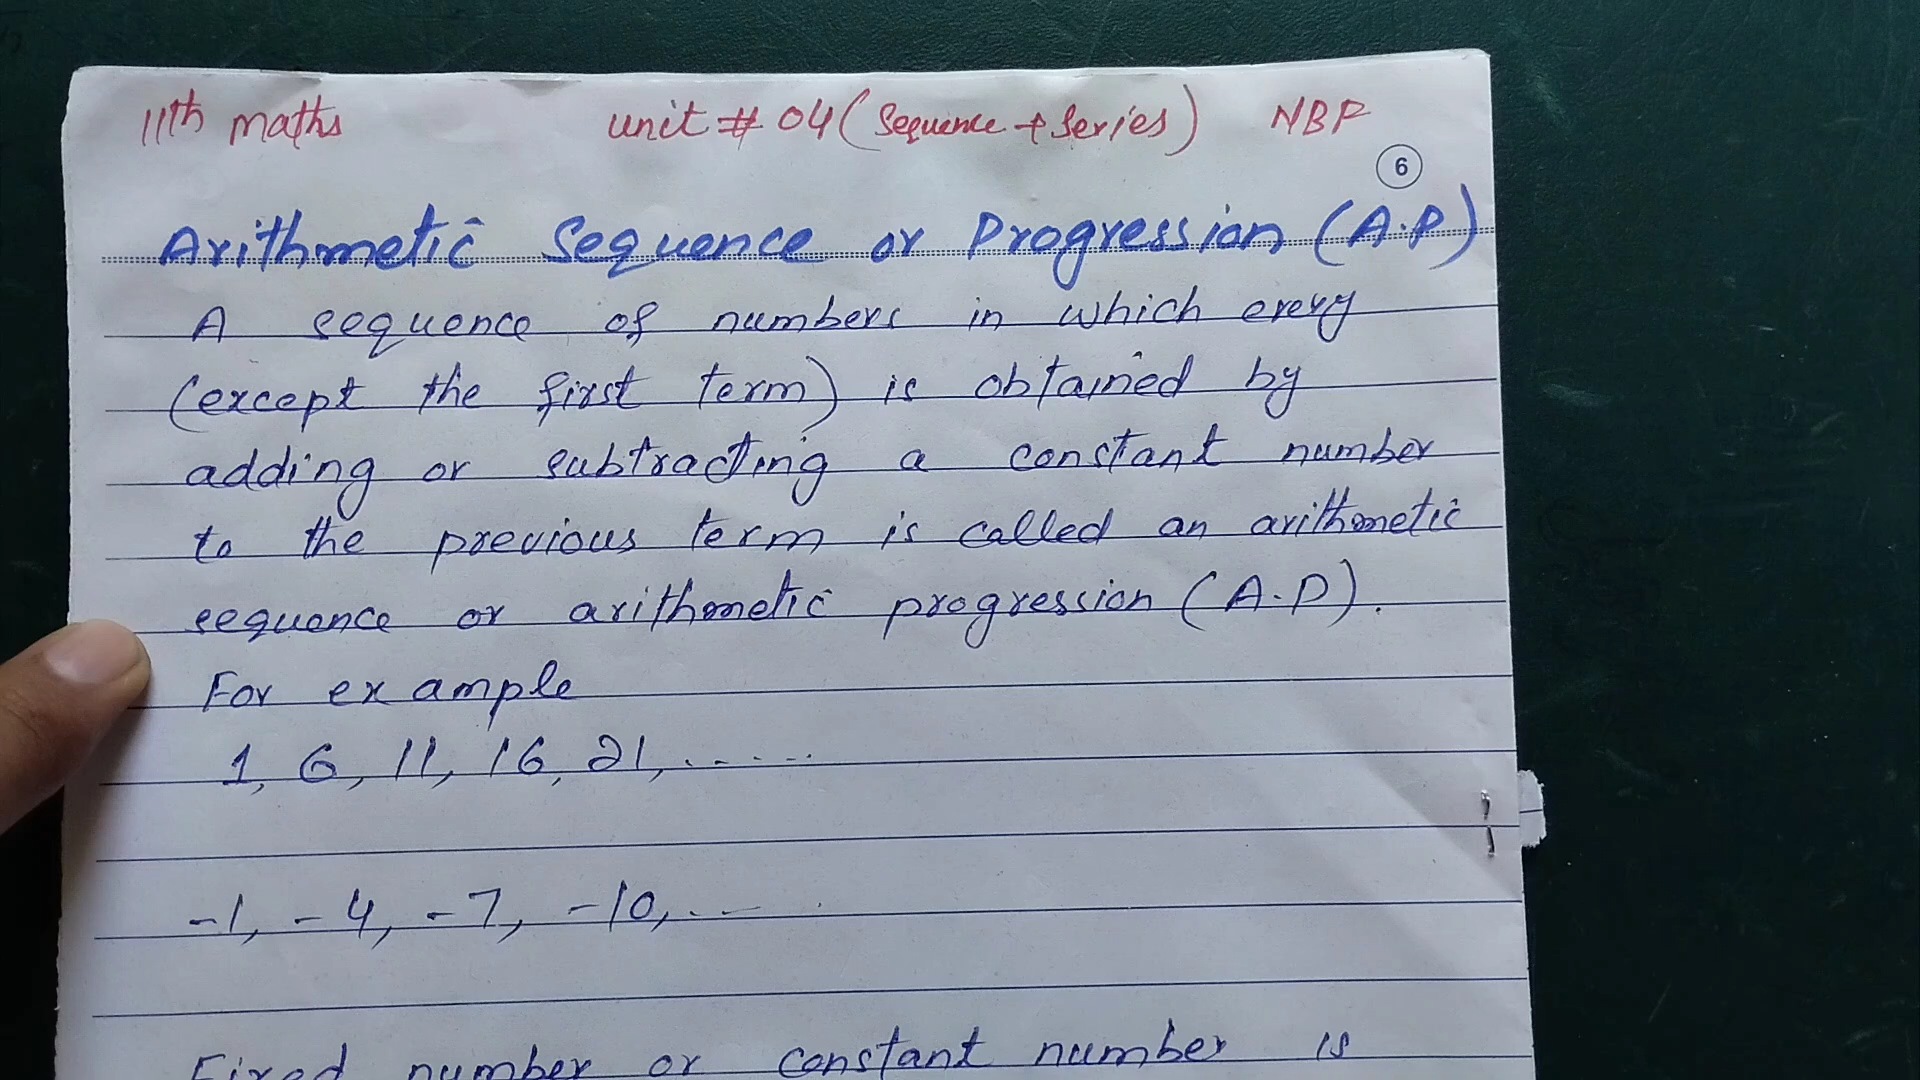 11th maths unit # 04 (Sequence + Series) NBF
6
Arithmetic Sequence or Progression (A.P)
A sequence of numbers in which every
(except the first term) is obtained by
adding or subtracting a constant number
to the previous term is called an arithmetic
sequence or arithmetic progression (A.P).
For example
1, 6, 11, 16, 21, .....
-1, -4, -7, -10, ....
Fixed number or constant number is